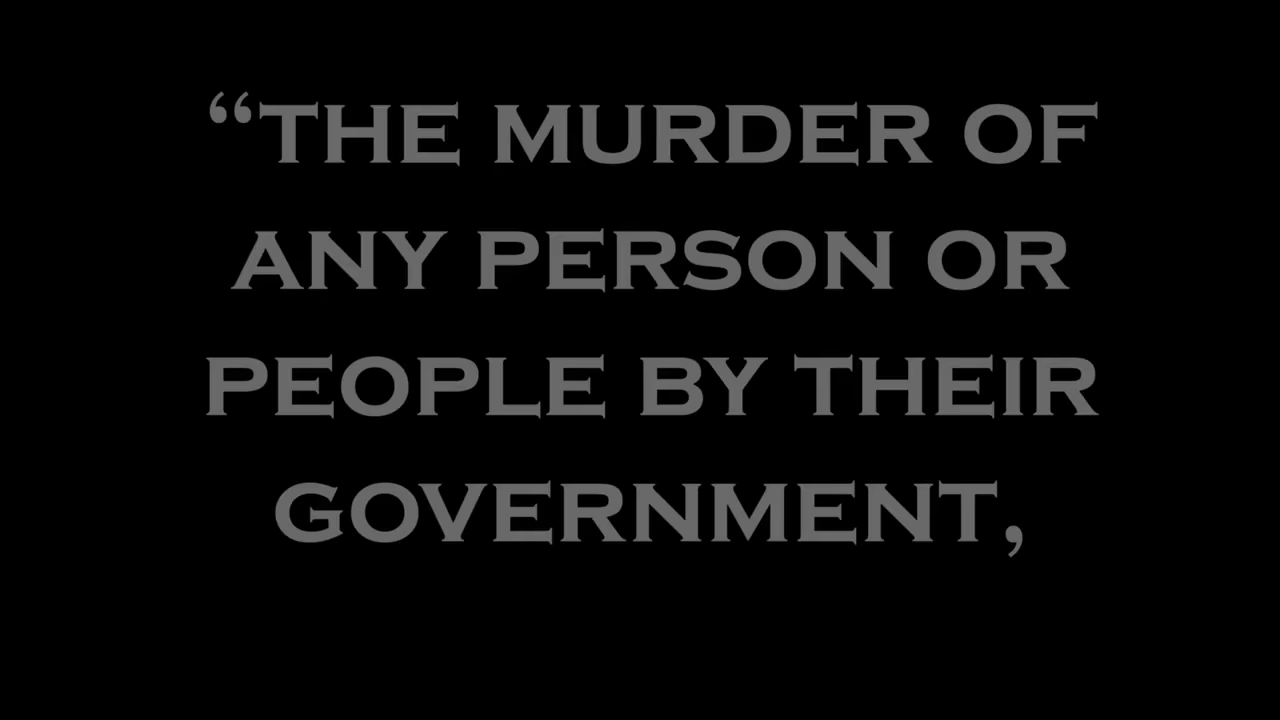 “THE MURDER OF
ANY PERSON OR
PEOPLE BY THEIR
GOVERNMENT,